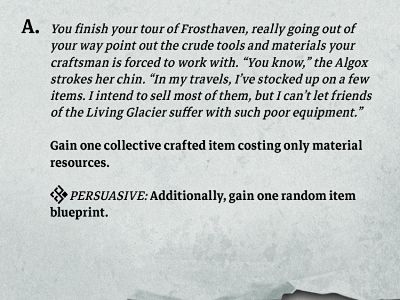 A. You finish your tour of Frosthaven, really going out of
your way point out the crude tools and materials your
craftsman is forced to work with. “You know,” the Algox
strokes her chin. “In my travels, I’ve stocked up on a few
items. I intend to sell most of them, but I can’t let friends
of the Living Glacier suffer with such poor equipment.”
Gain one collective crafted item costing only material
resources.
PERSUASIVE: Additionally, gain one random item
blueprint.